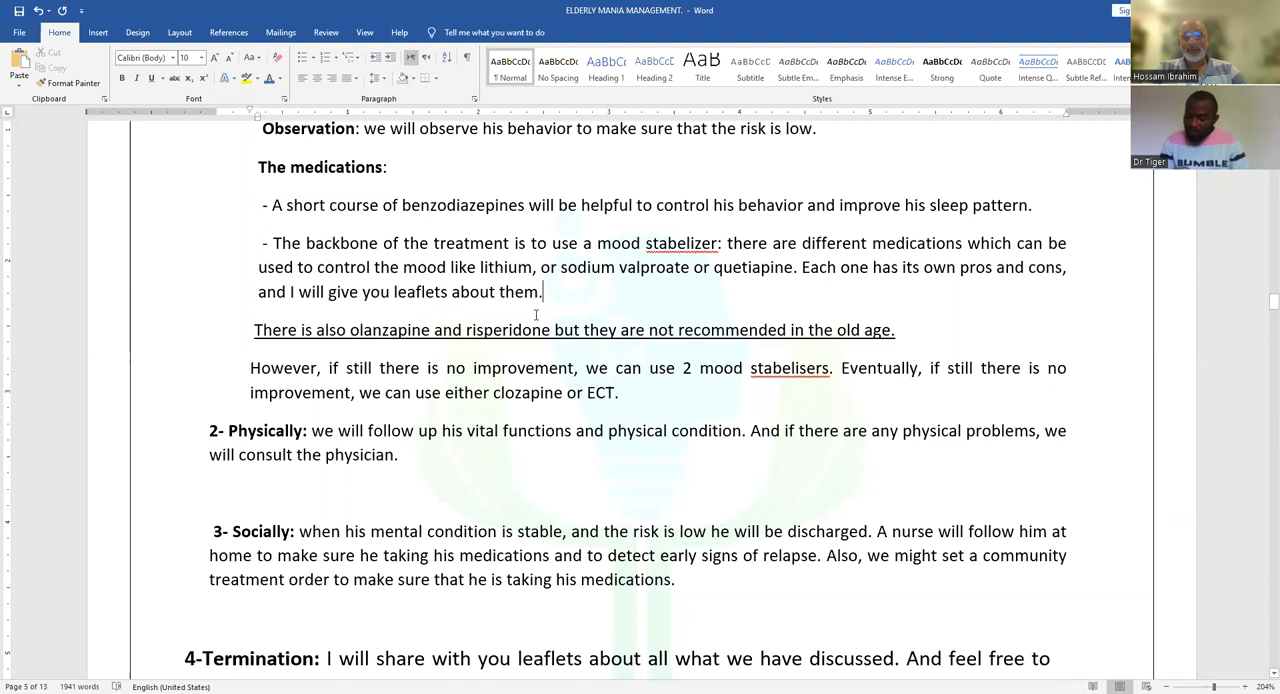 ELDERLY MANIA MANAGEMENT. - Word
File Home Insert Design Layout References Mailings Review View Help Tell me what you want to do
Paste
Cut
Copy
Format Painter
Clipboard
Calibri (Body) 10
Font
Paragraph
AaBbCcDc AaBbCcDc AaBbC AaBbCcD AaB AaBbCcD AaBbCcDc AaBbCcDc AaBbCcDc AaBbCcDc AaBbCcDc AaBbCcDc AaBbCcDc
¶ Normal No Spacing Heading 1 Heading 2 Title Subtitle Subtle Em... Emphasis Intense E... Strong Quote Intense Q... Subtle Ref...
Styles
Hossam Ibrahim
Dr Tiger
BUMBLE
Observation: we will observe his behavior to make sure that the risk is low.
The medications:
- A short course of benzodiazepines will be helpful to control his behavior and improve his sleep pattern.
- The backbone of the treatment is to use a mood stabelizer: there are different medications which can be
used to control the mood like lithium, or sodium valproate or quetiapine. Each one has its own pros and cons,
and I will give you leaflets about them.
There is also olanzapine and risperidone but they are not recommended in the old age.
However, if still there is no improvement, we can use 2 mood stabelisers. Eventually, if still there is no
improvement, we can use either clozapine or ECT.
2- Physically: we will follow up his vital functions and physical condition. And if there are any physical problems, we
will consult the physician.
3- Socially: when his mental condition is stable, and the risk is low he will be discharged. A nurse will follow him at
home to make sure he taking his medications and to detect early signs of relapse. Also, we might set a community
treatment order to make sure that he is taking his medications.
4-Termination: I will share with you leaflets about all what we have discussed. And feel free to
Page 5 of 13 1941 words English (United States) 204%